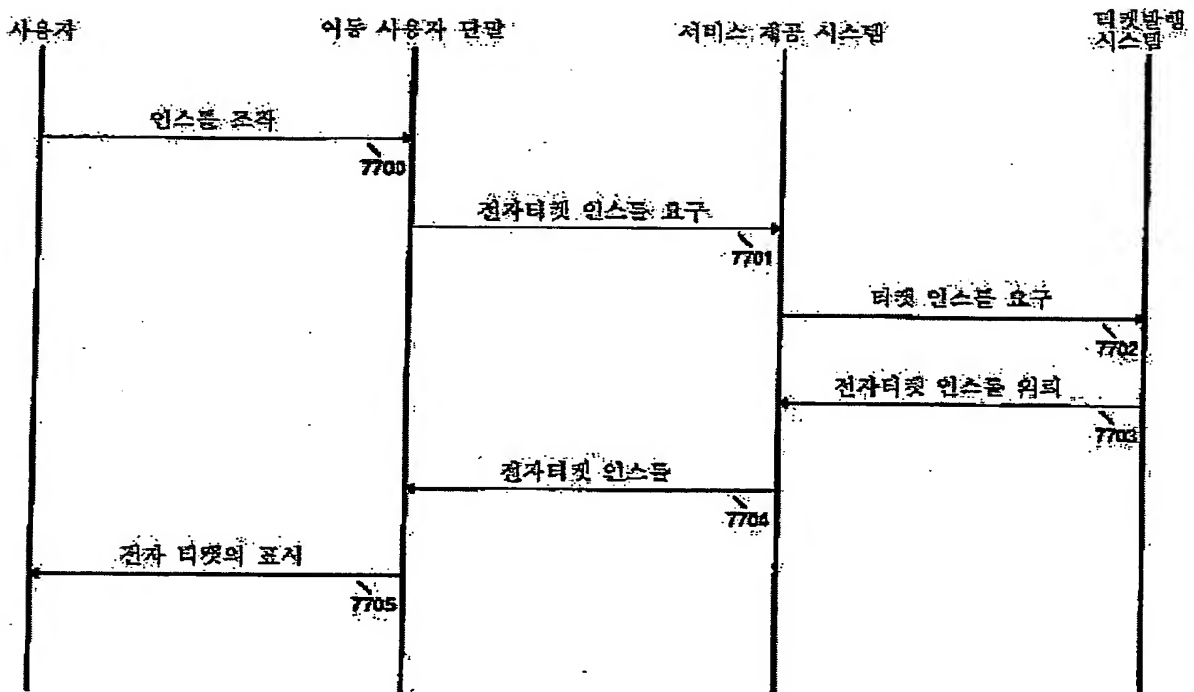 사용자
이동 사용자 단말
서비스 제공 시스템
티켓발행
시스템
인스톨 조작
7700
전자티켓 인스톨 요구
7701
티켓 인스톨 요구
7702
전자티켓 인스톨 의뢰
7703
전자티켓 인스톨
7704
전자 티켓의 표시
7705